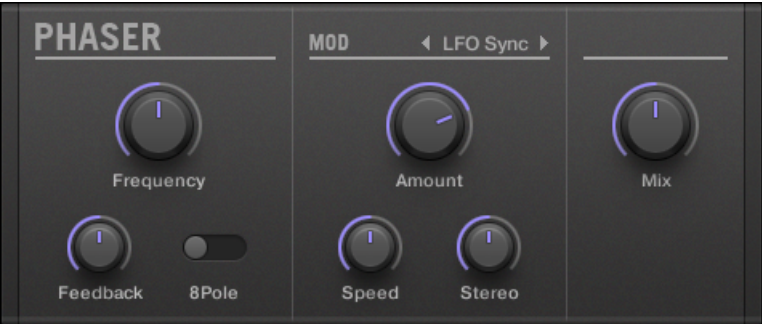 PHASER
Frequency
Feedback
8Pole
MOD
LFO Sync
Amount
Speed
Stereo
Mix